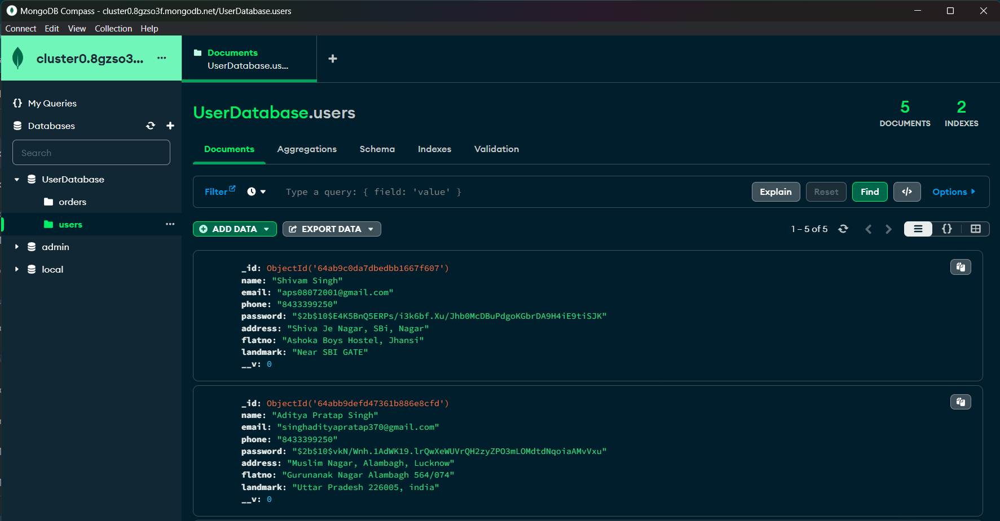 MongoDB Compass - cluster0.8gzso3f.mongodb.net/UserDatabase.users
Connect Edit View Collection Help
cluster0.8gzso3...
Documents
UserDatabase.us...
My Queries
Databases
Search
UserDatabase
orders
users
admin
local
UserDatabase.users
5
DOCUMENTS
2
INDEXES
Documents Aggregations Schema Indexes Validation
Filter Type a query: { field: 'value' } Explain Reset Find </> Options
ADD DATA EXPORT DATA 1 – 5 of 5 {}
_id: ObjectId('64ab9c0da7dbedbb1667f607')
name: "Shivam Singh"
email: "aps08072001@gmail.com"
phone: "8433399250"
password: "$2b$10$E4K5BnQ5ERPs/i3k6bf.Xu/Jhb0McDBuPdgoKGbrDA9H4iE9tiSJK"
address: "Shiva Je Nagar, SBi, Nagar"
flatno: "Ashoka Boys Hostel, Jhansi"
landmark: "Near SBI GATE"
__v: 0
_id: ObjectId('64abb9defd47361b886e8cfd')
name: "Aditya Pratap Singh"
email: "singhadityapratap370@gmail.com"
phone: "8433399250"
password: "$2b$10$vkN/Wnh.1AdWK19.lrQwXeWUVrQH2zyZPO3mLOMdtdNqoiaAMvVxu"
address: "Muslim Nagar, Alambagh, Lucknow"
flatno: "Gurunanak Nagar Alambagh 564/074"
landmark: "Uttar Pradesh 226005, india"
__v: 0